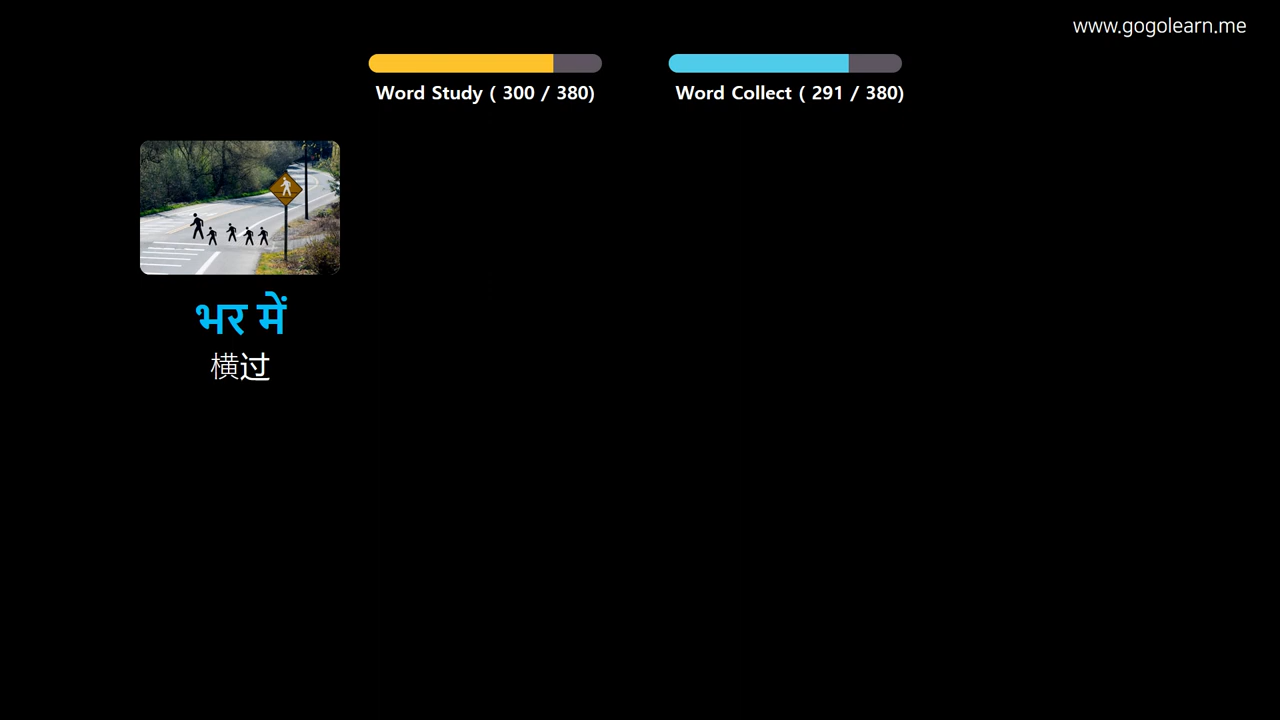 www.gogolearn.me
Word Study ( 300 / 380)
Word Collect ( 291 / 380)
भर में
横过